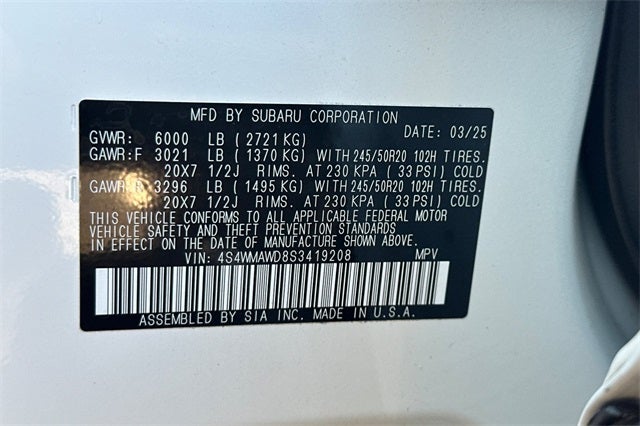 MFD BY SUBARU CORPORATION
DATE: 03/25
GVWR: 6000 LB ( 2721 KG)
GAWR:F 3021 LB ( 1370 KG) WITH 245/50R20 102H TIRES.
20X7 1/2J RIMS. AT 230 KPA ( 33 PSI) COLD
GAWR:R 3296 LB ( 1495 KG) WITH 245/50R20 102H TIRES.
20X7 1/2J RIMS. AT 230 KPA ( 33 PSI) COLD
THIS VEHICLE CONFORMS TO ALL APPLICABLE FEDERAL MOTOR
VEHICLE SAFETY AND THEFT PREVENTION STANDARDS
IN EFFECT ON THE DATE OF MANUFACTURE SHOWN ABOVE.
VIN: 4S4WMAWD8S3419208 MPV
ASSEMBLED BY SIA INC. MADE IN U.S.A.